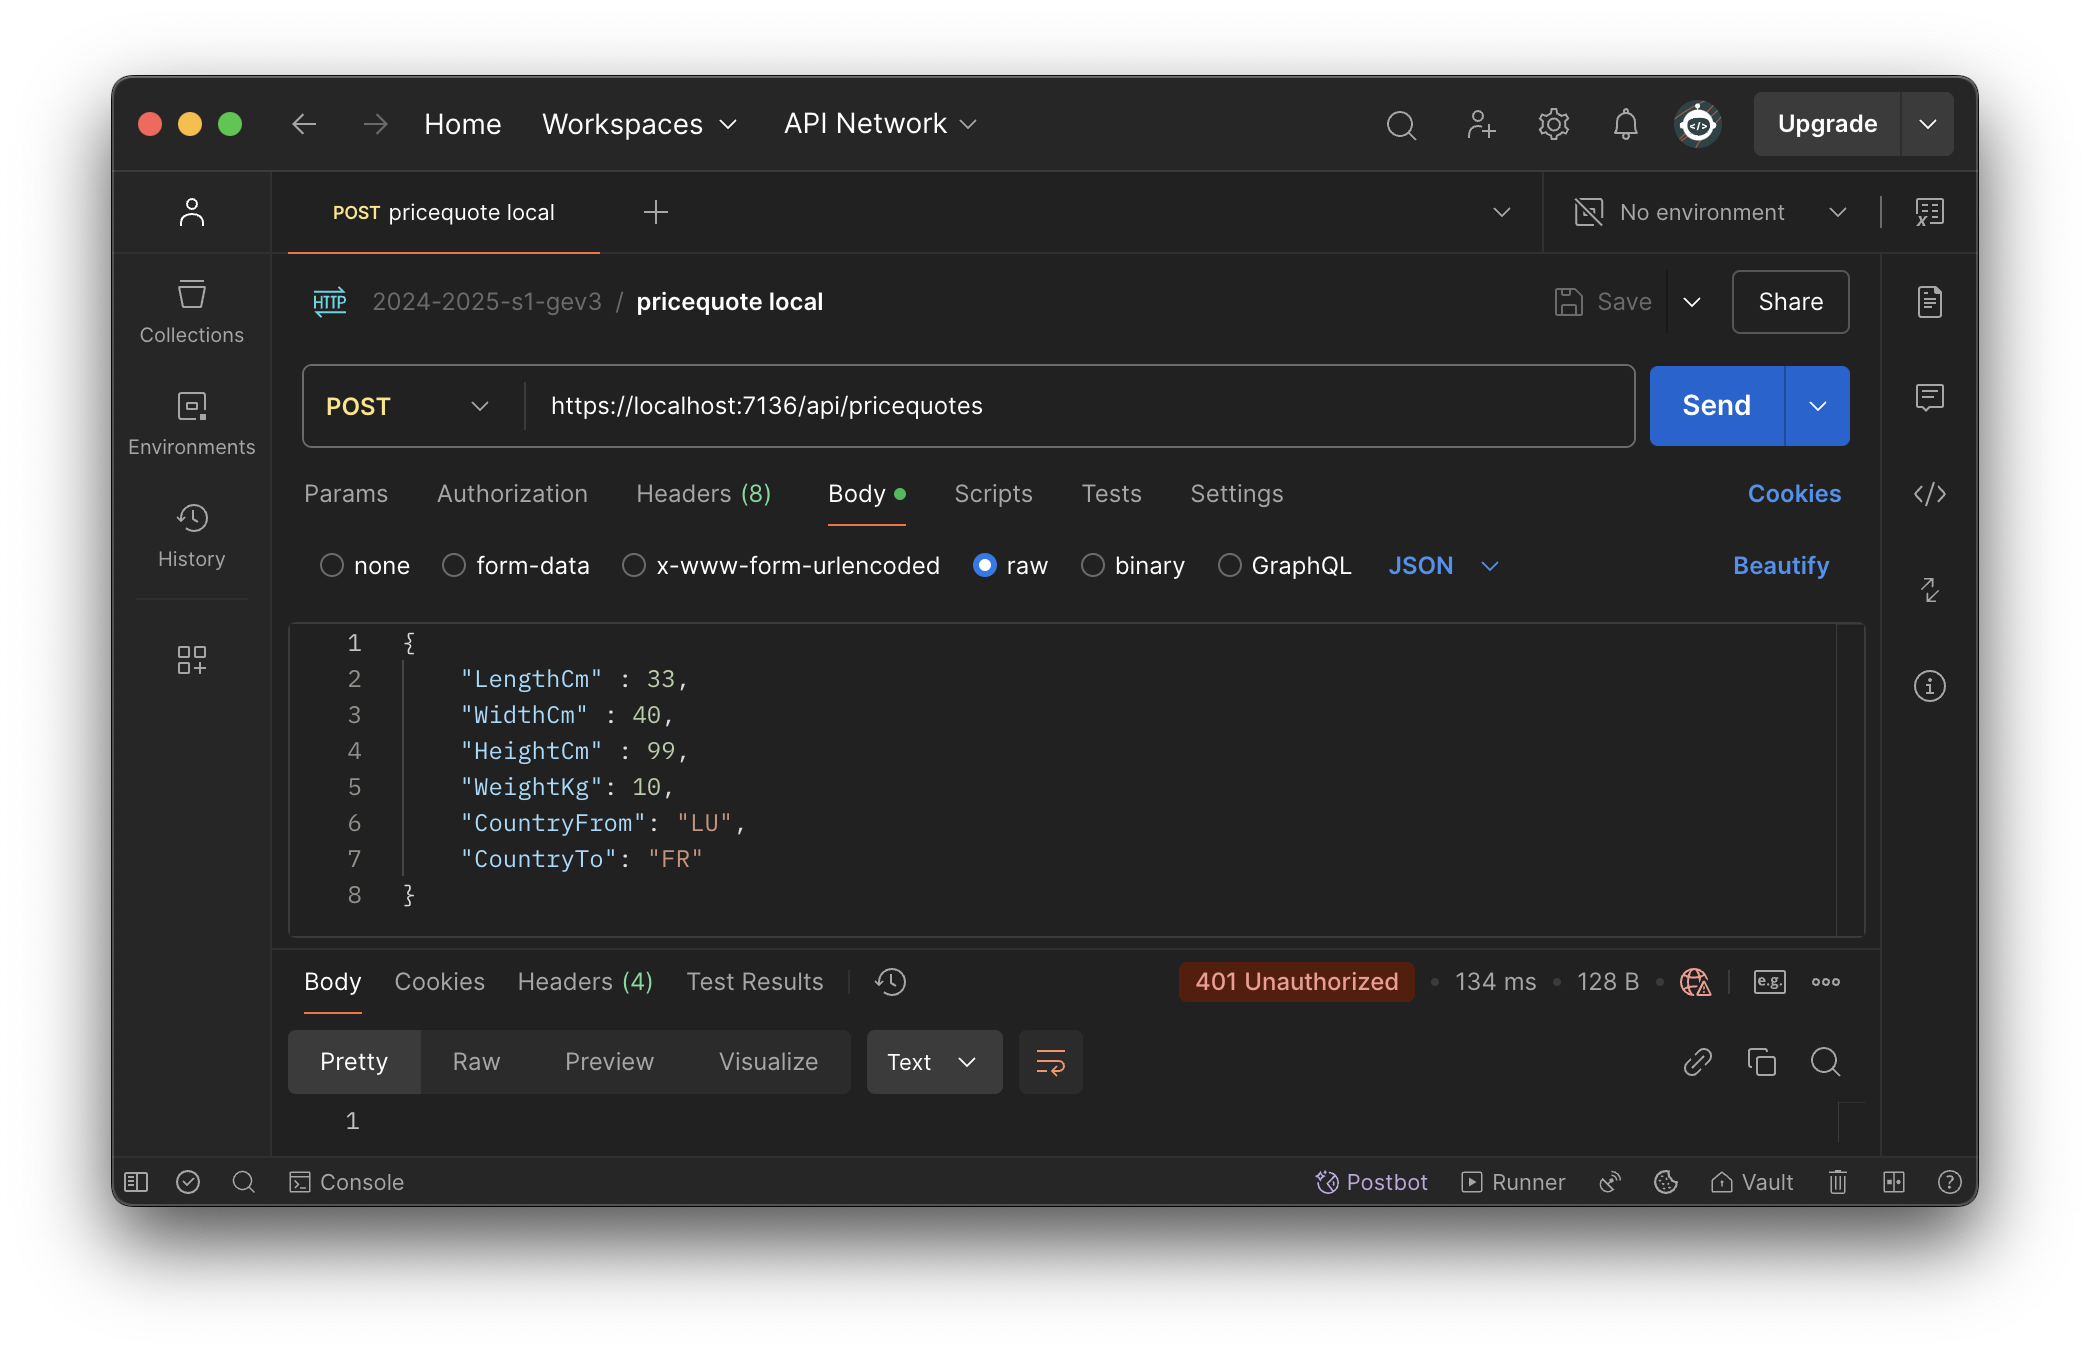 Home Workspaces API Network Upgrade
POST pricequote local No environment
Collections
Environments
History
HTTP 2024-2025-s1-gev3 / pricequote local Save Share
POST https://localhost:7136/api/pricequotes Send
Params Authorization Headers (8) Body Scripts Tests Settings Cookies
none form-data x-www-form-urlencoded raw binary GraphQL JSON Beautify
1 {
2 "LengthCm" : 33,
3 "WidthCm" : 40,
4 "HeightCm" : 99,
5 "WeightKg": 10,
6 "CountryFrom": "LU",
7 "CountryTo": "FR"
8 }
Body Cookies Headers (4) Test Results 401 Unauthorized • 134 ms • 128 B • e.g.
Pretty Raw Preview Visualize Text
1
Console Postbot Runner Vault